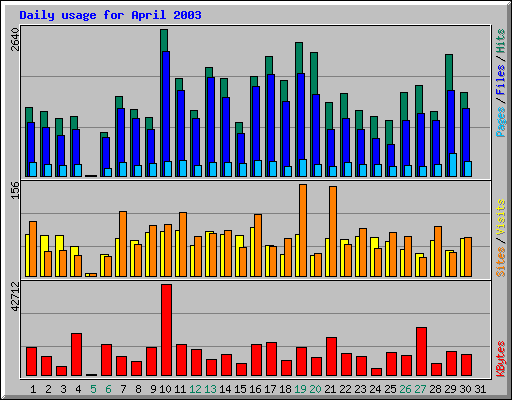 Daily usage for April 2003
2640
Pages / Files / Hits
156
Sites / Visits
42712
KBytes
1 2 3 4 5 6 7 8 9 10 11 12 13 14 15 16 17 18 19 20 21 22 23 24 25 26 27 28 29 30 31